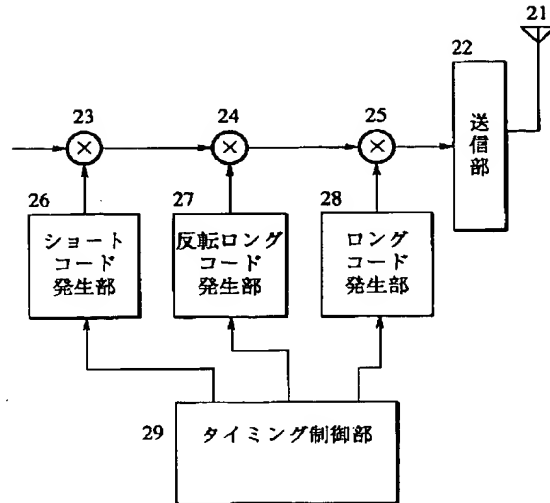 21
22
23
24
25
送信部
×
×
×
26
27
28
ショート
コード
発生部
反転ロング
コード
発生部
ロング
コード
発生部
29
タイミング制御部